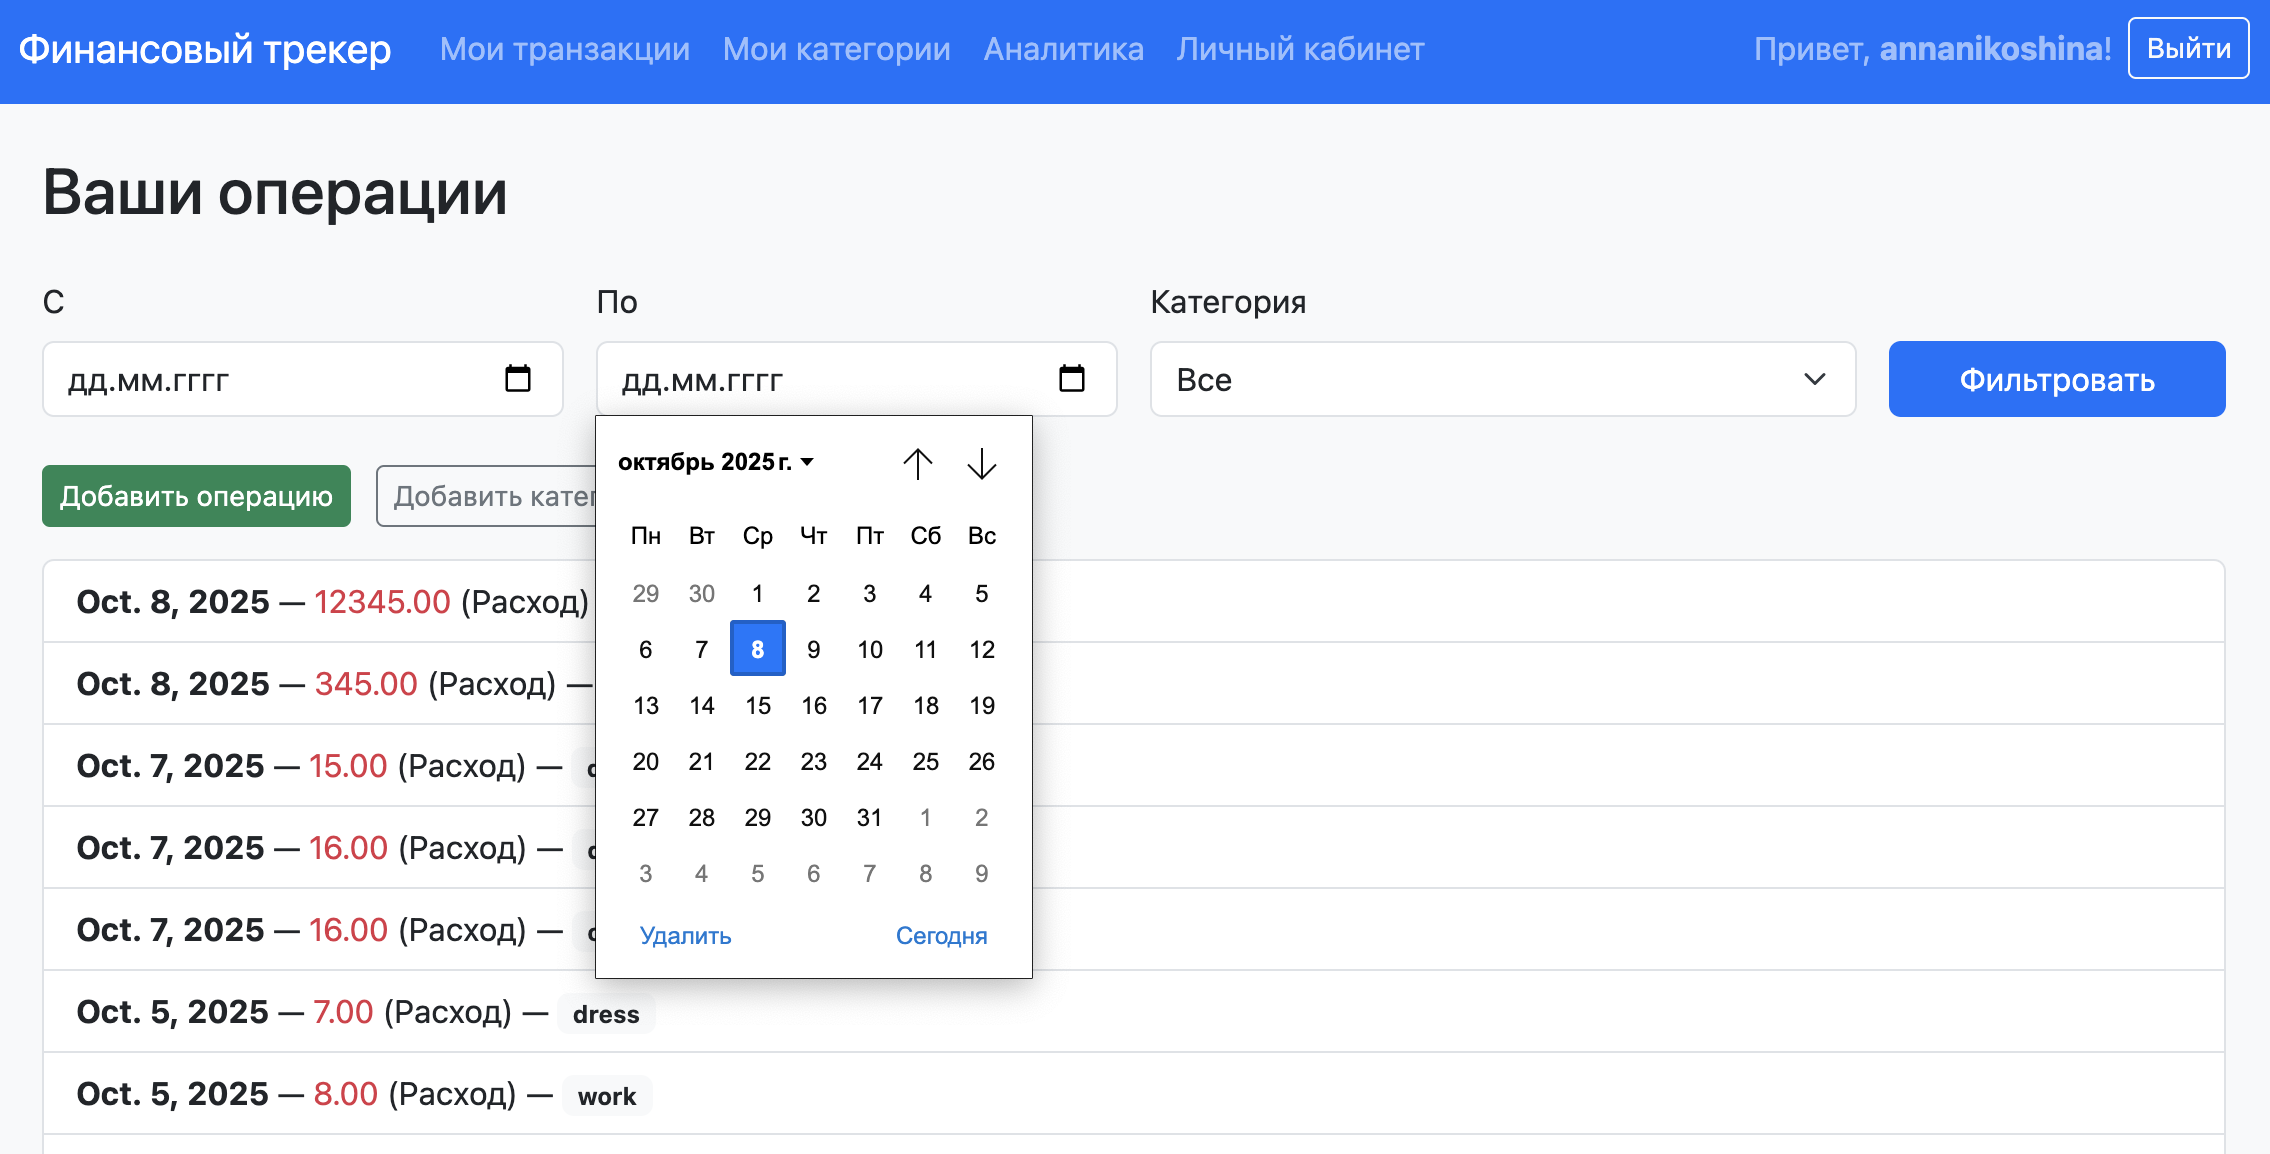 Финансовый трекер Мои транзакции Мои категории Аналитика Личный кабинет Привет, annanikoshina! Выйти
Ваши операции
С По Категория
дд.мм.гггг дд.мм.гггг Все Фильтровать
Добавить операцию Добавить
октябрь 2025 г.
Пн Вт Ср Чт Пт Сб Вс
29 30 1 2 3 4 5
6 7 8 9 10 11 12
13 14 15 16 17 18 19
20 21 22 23 24 25 26
27 28 29 30 31 1 2
3 4 5 6 7 8 9
Удалить Сегодня
Oct. 8, 2025 — 12345.00 (Расход)
Oct. 8, 2025 — 345.00 (Расход) —
Oct. 7, 2025 — 15.00 (Расход) —
Oct. 7, 2025 — 16.00 (Расход) —
Oct. 7, 2025 — 16.00 (Расход) —
Oct. 5, 2025 — 7.00 (Расход) — dress
Oct. 5, 2025 — 8.00 (Расход) — work